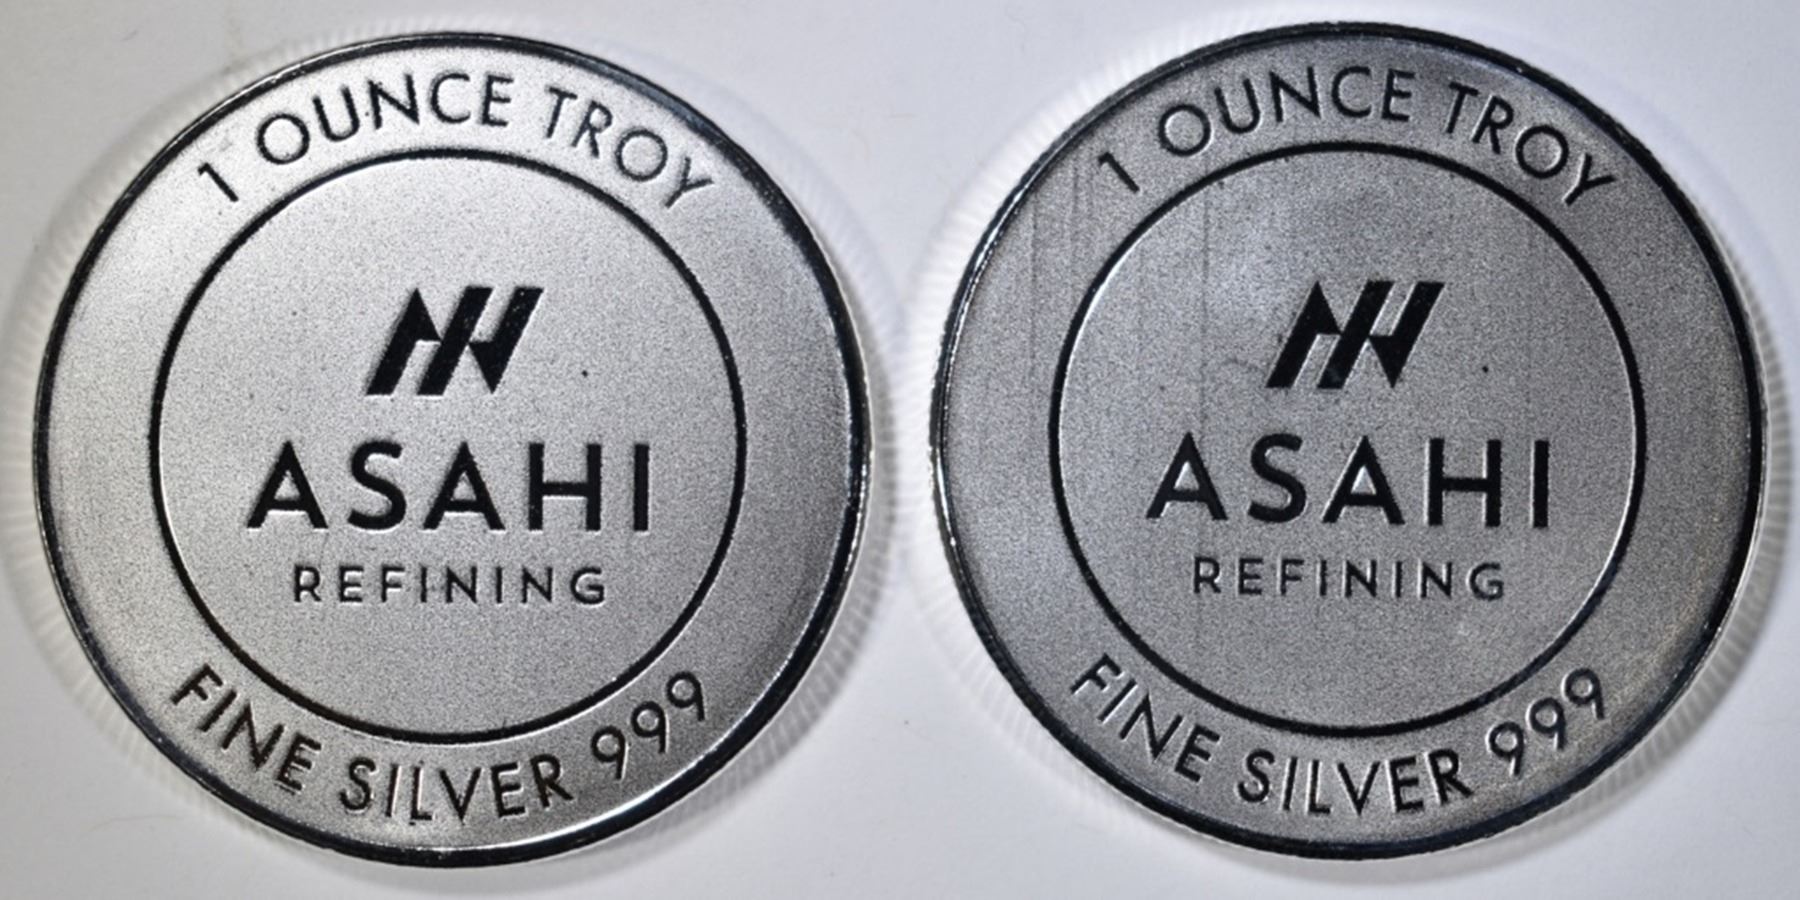 1 OUNCE TROY
ASAHI
REFINING
FINE SILVER 999
1 OUNCE TROY
ASAHI
REFINING
FINE SILVER 999